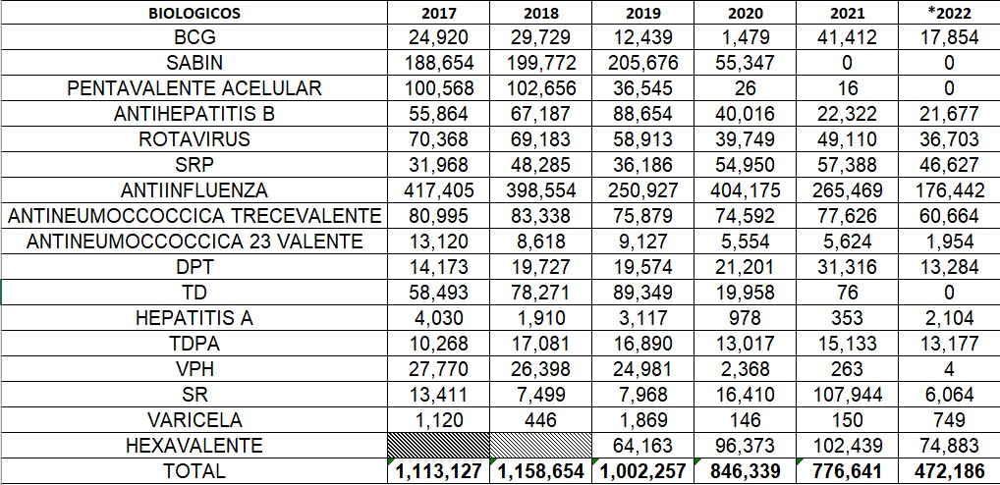 BIOLOGICOS 2017 2018 2019 2020 2021 *2022
BCG 24,920 29,729 12,439 1,479 41,412 17,854
SABIN 188,654 199,772 205,676 55,347 0 0
PENTAVALENTE ACELULAR 100,568 102,656 36,545 26 16 0
ANTIHEPATITIS B 55,864 67,187 88,654 40,016 22,322 21,677
ROTAVIRUS 70,368 69,183 58,913 39,749 49,110 36,703
SRP 31,968 48,285 36,186 54,950 57,388 46,627
ANTIINFLUENZA 417,405 398,554 250,927 404,175 265,469 176,442
ANTINEUMOCCOCCICA TRECEVALENTE 80,995 83,338 75,879 74,592 77,626 60,664
ANTINEUMOCCOCCICA 23 VALENTE 13,120 8,618 9,127 5,554 5,624 1,954
DPT 14,173 19,727 19,574 21,201 31,316 13,284
TD 58,493 78,271 89,349 19,958 76 0
HEPATITIS A 4,030 1,910 3,117 978 353 2,104
TDPA 10,268 17,081 16,890 13,017 15,133 13,177
VPH 27,770 26,398 24,981 2,368 263 4
SR 13,411 7,499 7,968 16,410 107,944 6,064
VARICELA 1,120 446 1,869 146 150 749
HEXAVALENTE 64,163 96,373 102,439 74,883
TOTAL 1,113,127 1,158,654 1,002,257 846,339 776,641 472,186